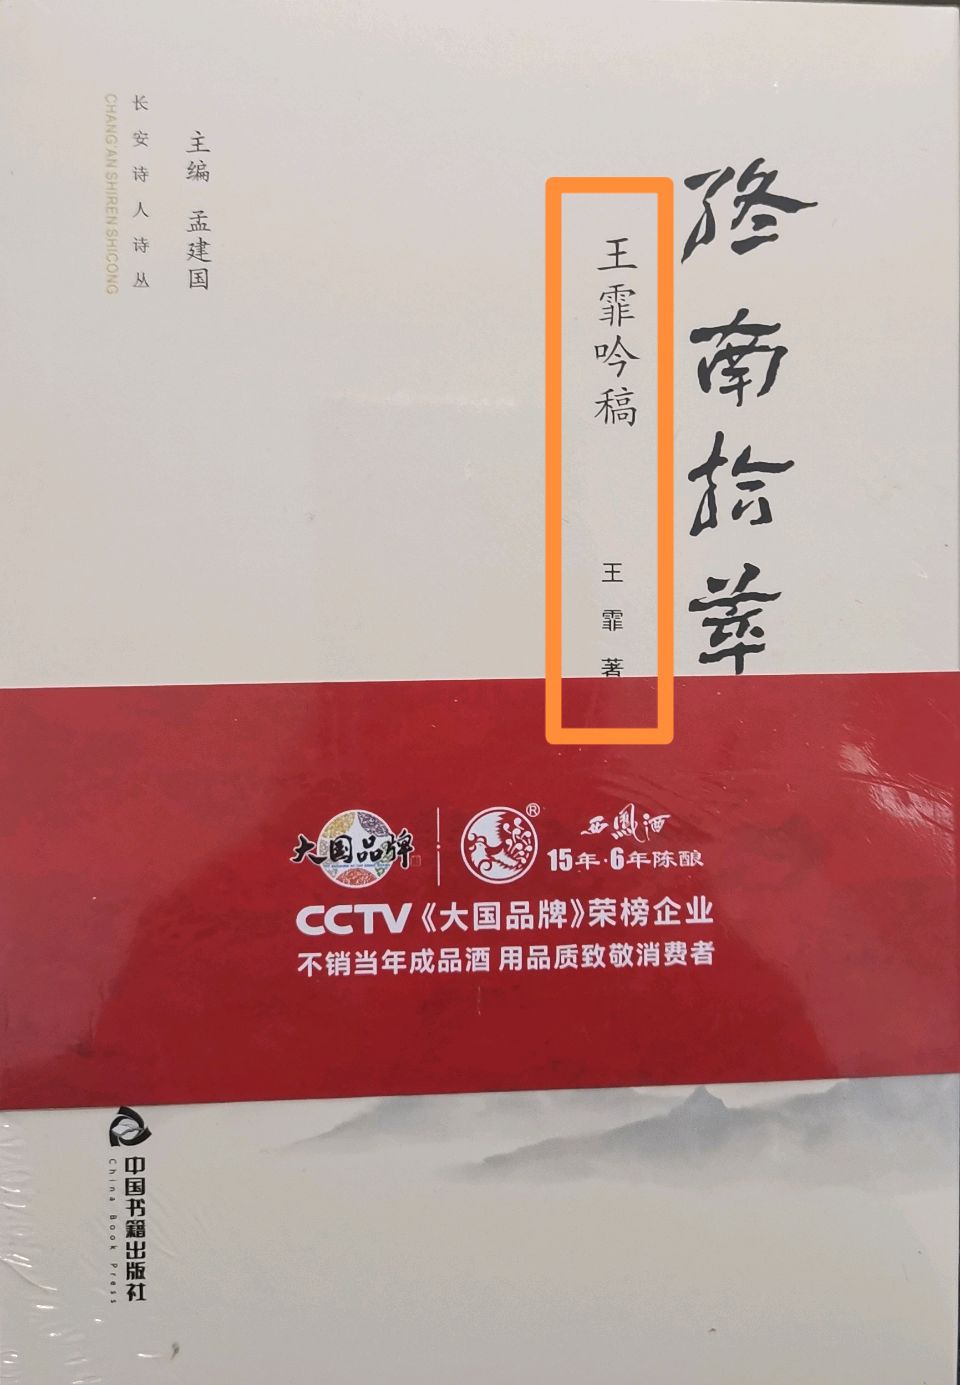 终南拾萃
王霏吟稿
王霏著
主编 孟建国
长安诗人诗丛
CHANG'AN SHIREN SHICONG
大国品牌
西鳳酒
15年·6年陈酿
CCTV《大国品牌》荣榜企业
不销当年成品酒 用品质致敬消费者
中国书籍出版社
China Book Press